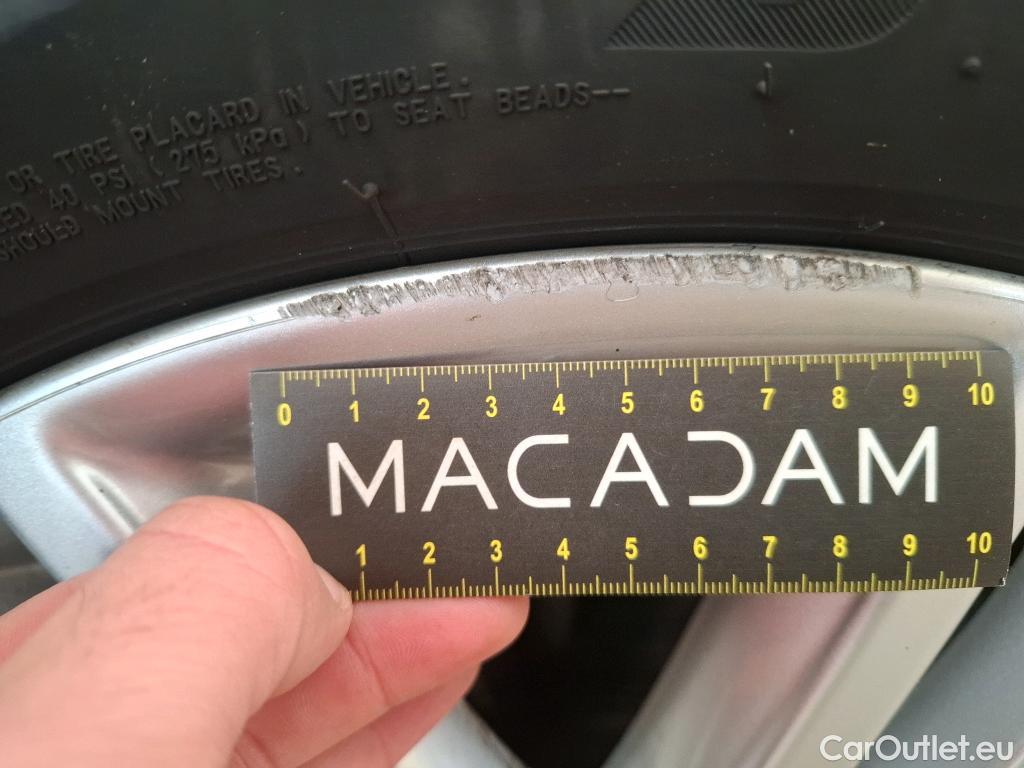 OR TIRE PLACARD IN VEHICLE.
40 PSI (275 kPa) TO SEAT BEADS--
SHOULD MOUNT TIRES.
0 1 2 3 4 5 6 7 8 9 10
MACADAM
1 2 3 4 5 6 7 8 9 10
CarOutlet.eu